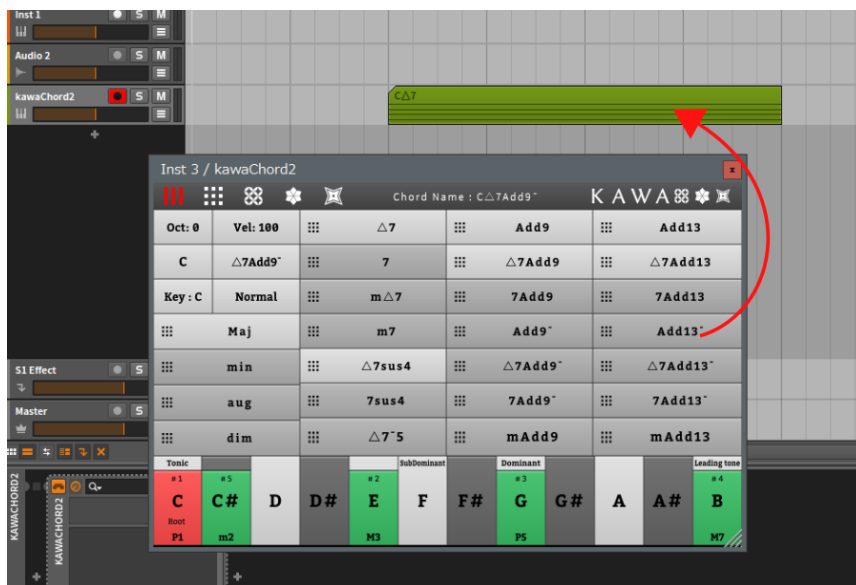 Inst 1
S M
Audio 2
S M
kawaChord2
S M
C△7
Inst 3 / kawaChord2
x
Chord Name : C△7Add9-
KAWA
Oct: 0 Vel: 100 △7 Add9 Add13
C △7Add9- 7 △7Add9 △7Add13
Key : C Normal m△7 7Add9 7Add13
Maj m7 Add9- Add13-
min △7sus4 △7Add9- △7Add13-
aug 7sus4 7Add9- 7Add13-
dim △7-5 mAdd9 mAdd13
Tonic SubDominant Dominant Leading tone
#1 #5 #2 #3 #4
C C# D D# E F F# G G# A A# B
Root
P1 m2 M3 P5 M7
S1 Effect
S
Master
S
KAWACHORD2
KAWACHORD2